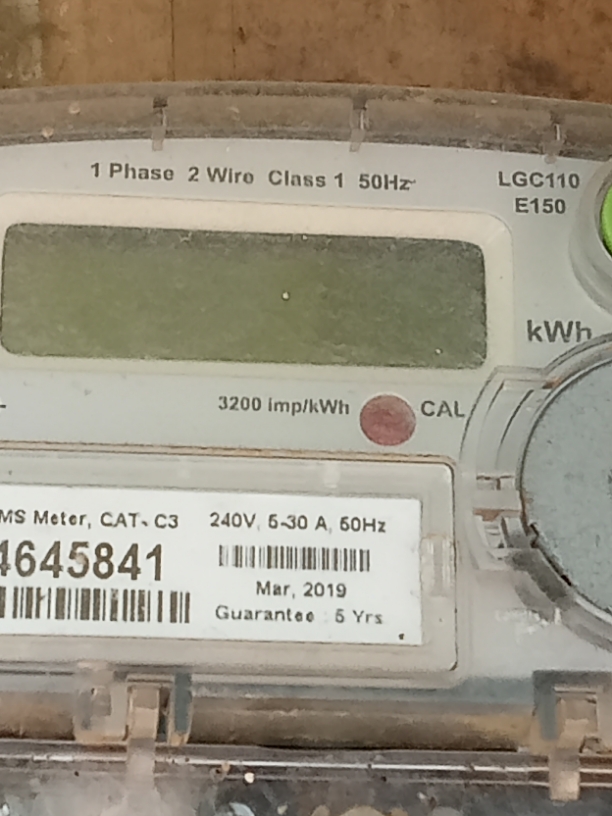 1 Phase 2 Wire Class 1 50Hz
LGC110
E150
kWh
3200 imp/kWh
CAL
MS Meter, CAT- C3
240V, 5-30 A, 50Hz
4645841
Mar, 2019
Guarantee : 5 Yrs